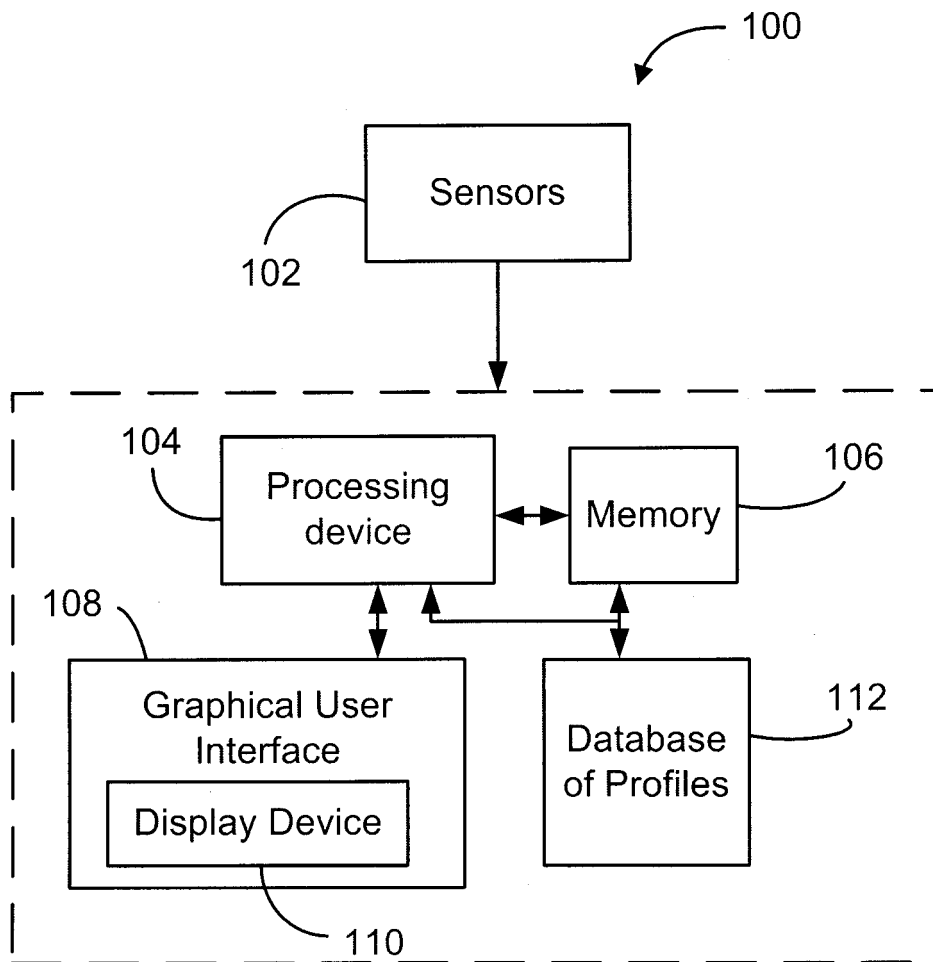 100
Sensors
102
104
Processing
device
Memory
106
108
Graphical User
Interface
Display Device
110
Database
of Profiles
112